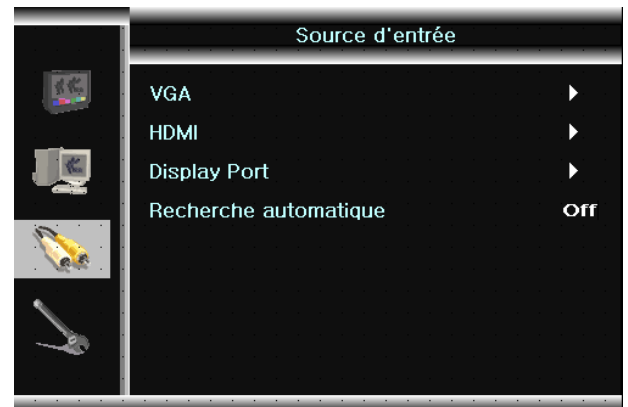 Source d'entrée
VGA
HDMI
Display Port
Recherche automatique Off